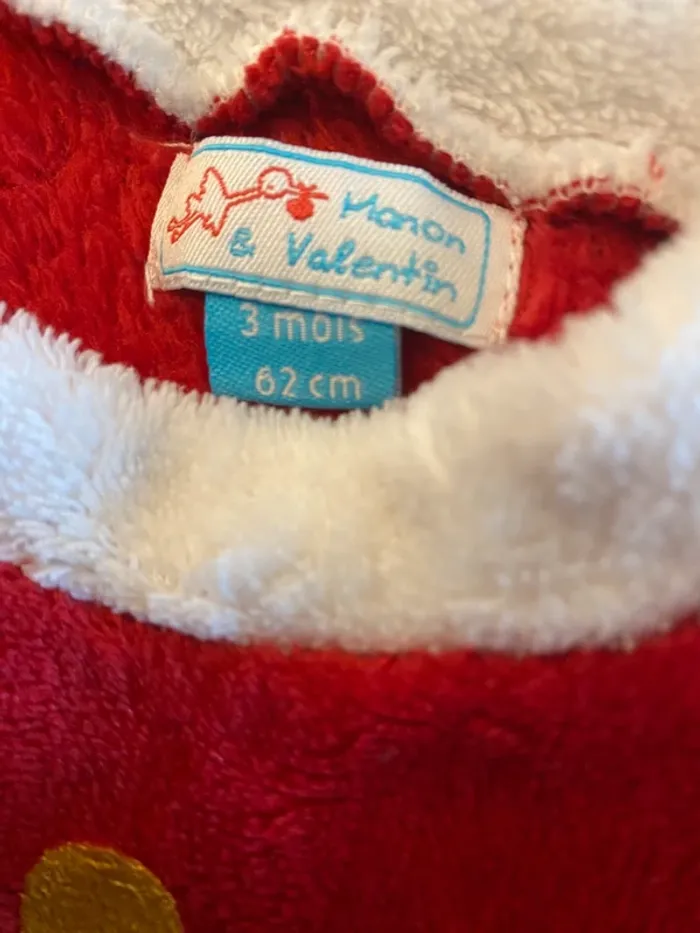 Manon
& Valentin
3 mois
62 cm